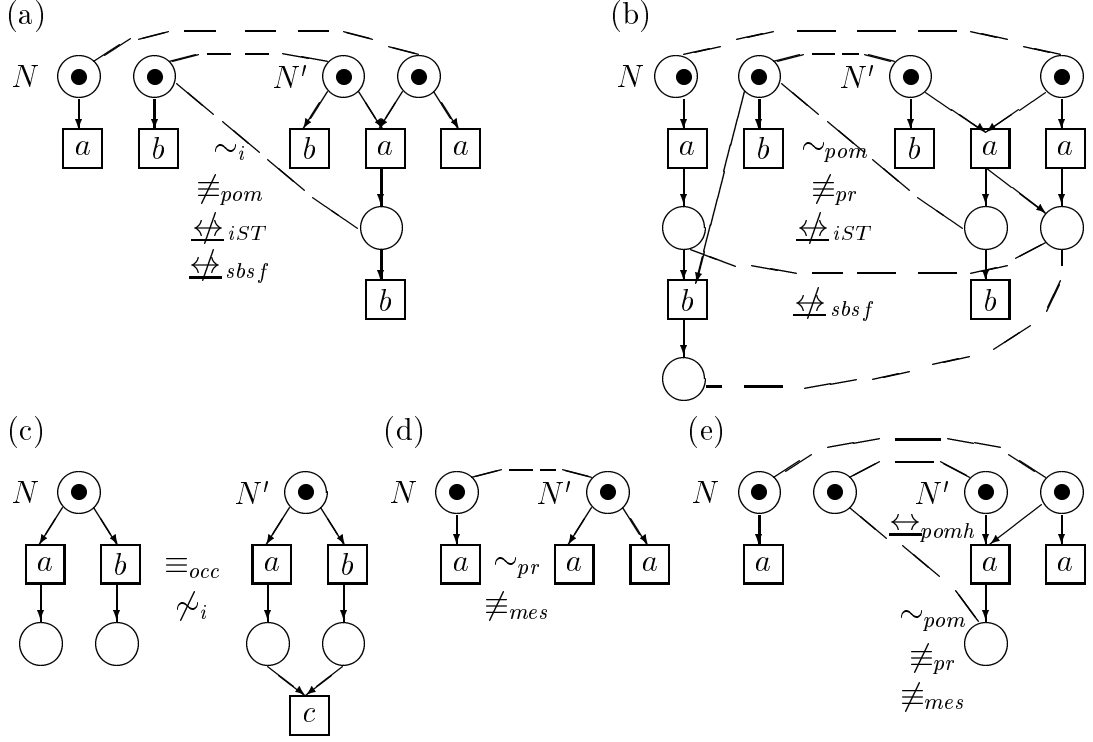 (a)
N
N′
a
b
b
a
a
∼i
≢pom
↮iST
↮sbsf
b
(b)
N
N′
a
b
b
a
a
∼pom
≢pr
↮iST
b
↮sbsf
b
(c)
N
N′
a
b
≡occ
a
b
≁i
c
(d)
N
N′
a
∼pr
a
a
≢mes
(e)
N
N′
↔pomh
a
a
a
∼pom
≢pr
≢mes